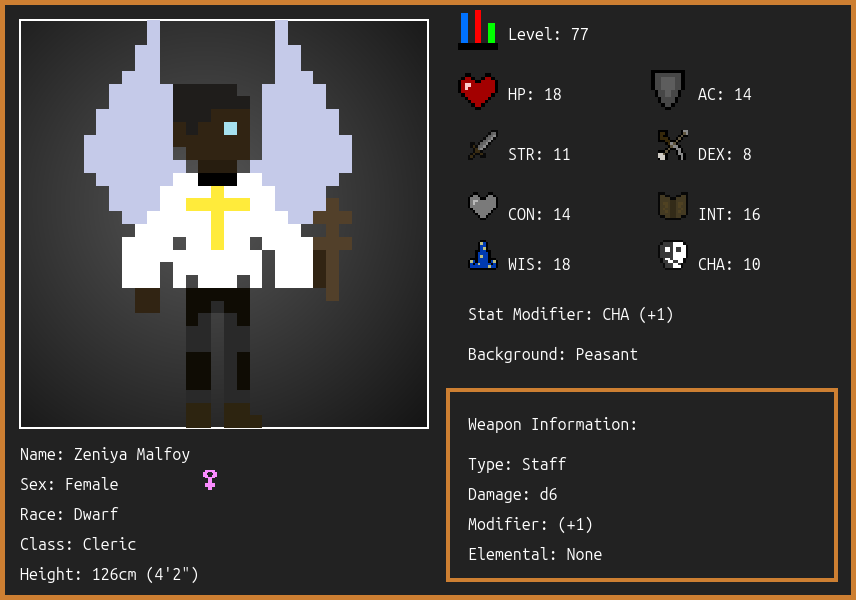 Level: 77
HP: 18
AC: 14
STR: 11
DEX: 8
CON: 14
INT: 16
WIS: 18
CHA: 10
Stat Modifier: CHA (+1)
Background: Peasant
Weapon Information:
Type: Staff
Damage: d6
Modifier: (+1)
Elemental: None
Name: Zeniya Malfoy
Sex: Female
Race: Dwarf
Class: Cleric
Height: 126cm (4'2")